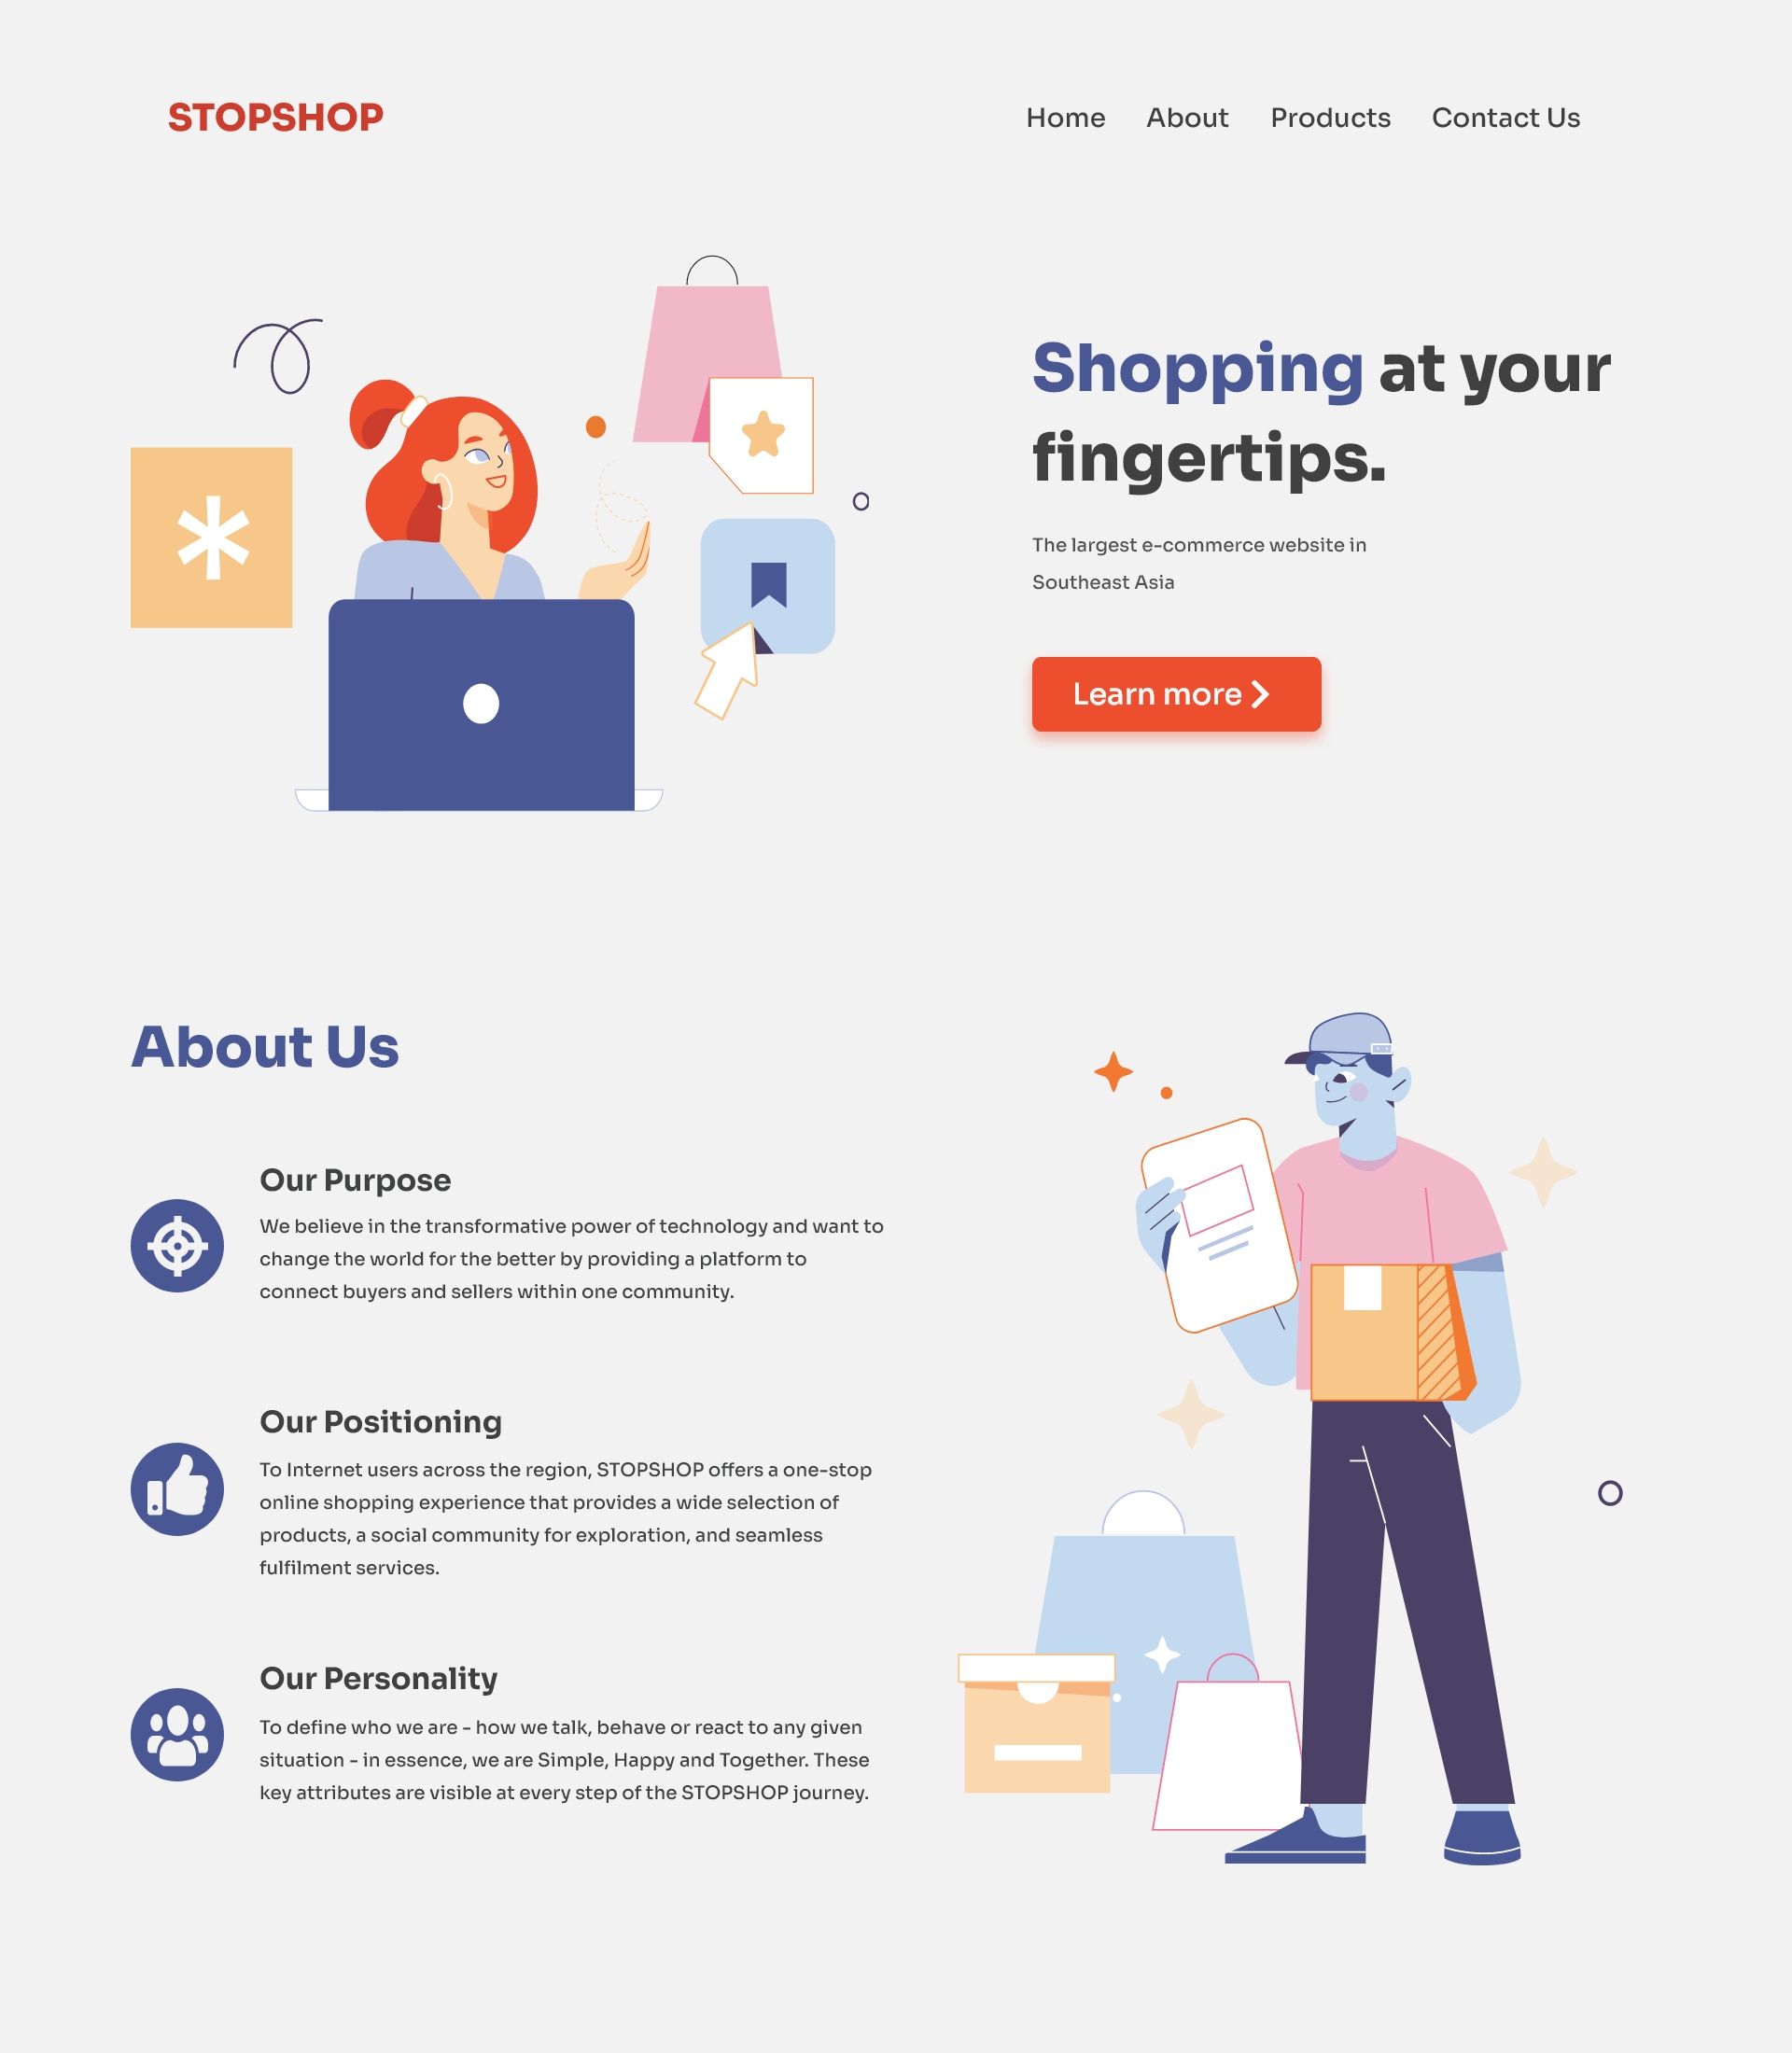 STOPSHOP
Home About Products Contact Us
Shopping at your
fingertips.
The largest e-commerce website in
Southeast Asia
Learn more
About Us
Our Purpose
We believe in the transformative power of technology and want to
change the world for the better by providing a platform to
connect buyers and sellers within one community.
Our Positioning
To Internet users across the region, STOPSHOP offers a one-stop
online shopping experience that provides a wide selection of
products, a social community for exploration, and seamless
fulfilment services.
Our Personality
To define who we are - how we talk, behave or react to any given
situation - in essence, we are Simple, Happy and Together. These
key attributes are visible at every step of the STOPSHOP journey.